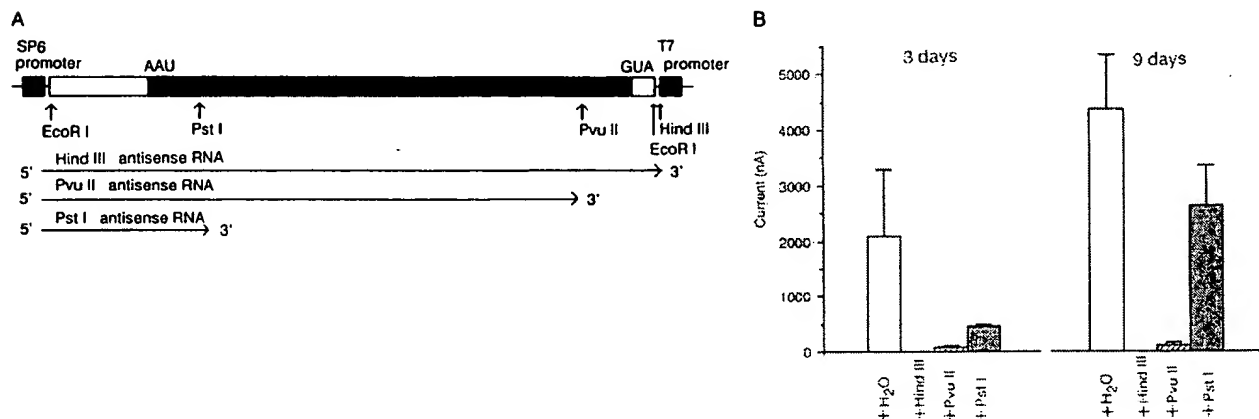 A
SP6
promoter
AAU
GUA
T7
promoter
EcoR I
Pst I
Pvu II
Hind III
EcoR I
5' Hind III antisense RNA 3'
5' Pvu II antisense RNA 3'
5' Pst I antisense RNA 3'
B
3 days
9 days
Current (nA)
5000
4000
3000
2000
1000
0
+H₂O
+Hind III
+Pvu II
+Pst I
+H₂O
+Hind III
+Pvu II
+Pst I